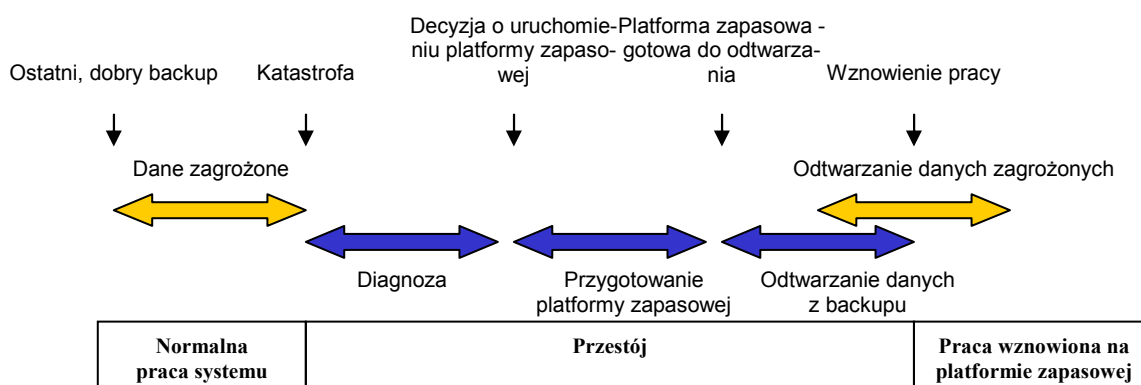 Decyzja o uruchomie-
niu platformy zapaso-
wej
Platforma zapasowa -
gotowa do odtwarza-
nia
Ostatni, dobry backup
Katastrofa
Wznowienie pracy
Dane zagrożone
Odtwarzanie danych zagrożonych
Diagnoza
Przygotowanie
platformy zapasowej
Odtwarzanie danych
z backupu
Normalna
praca systemu
Przestój
Praca wznowiona na
platformie zapasowej